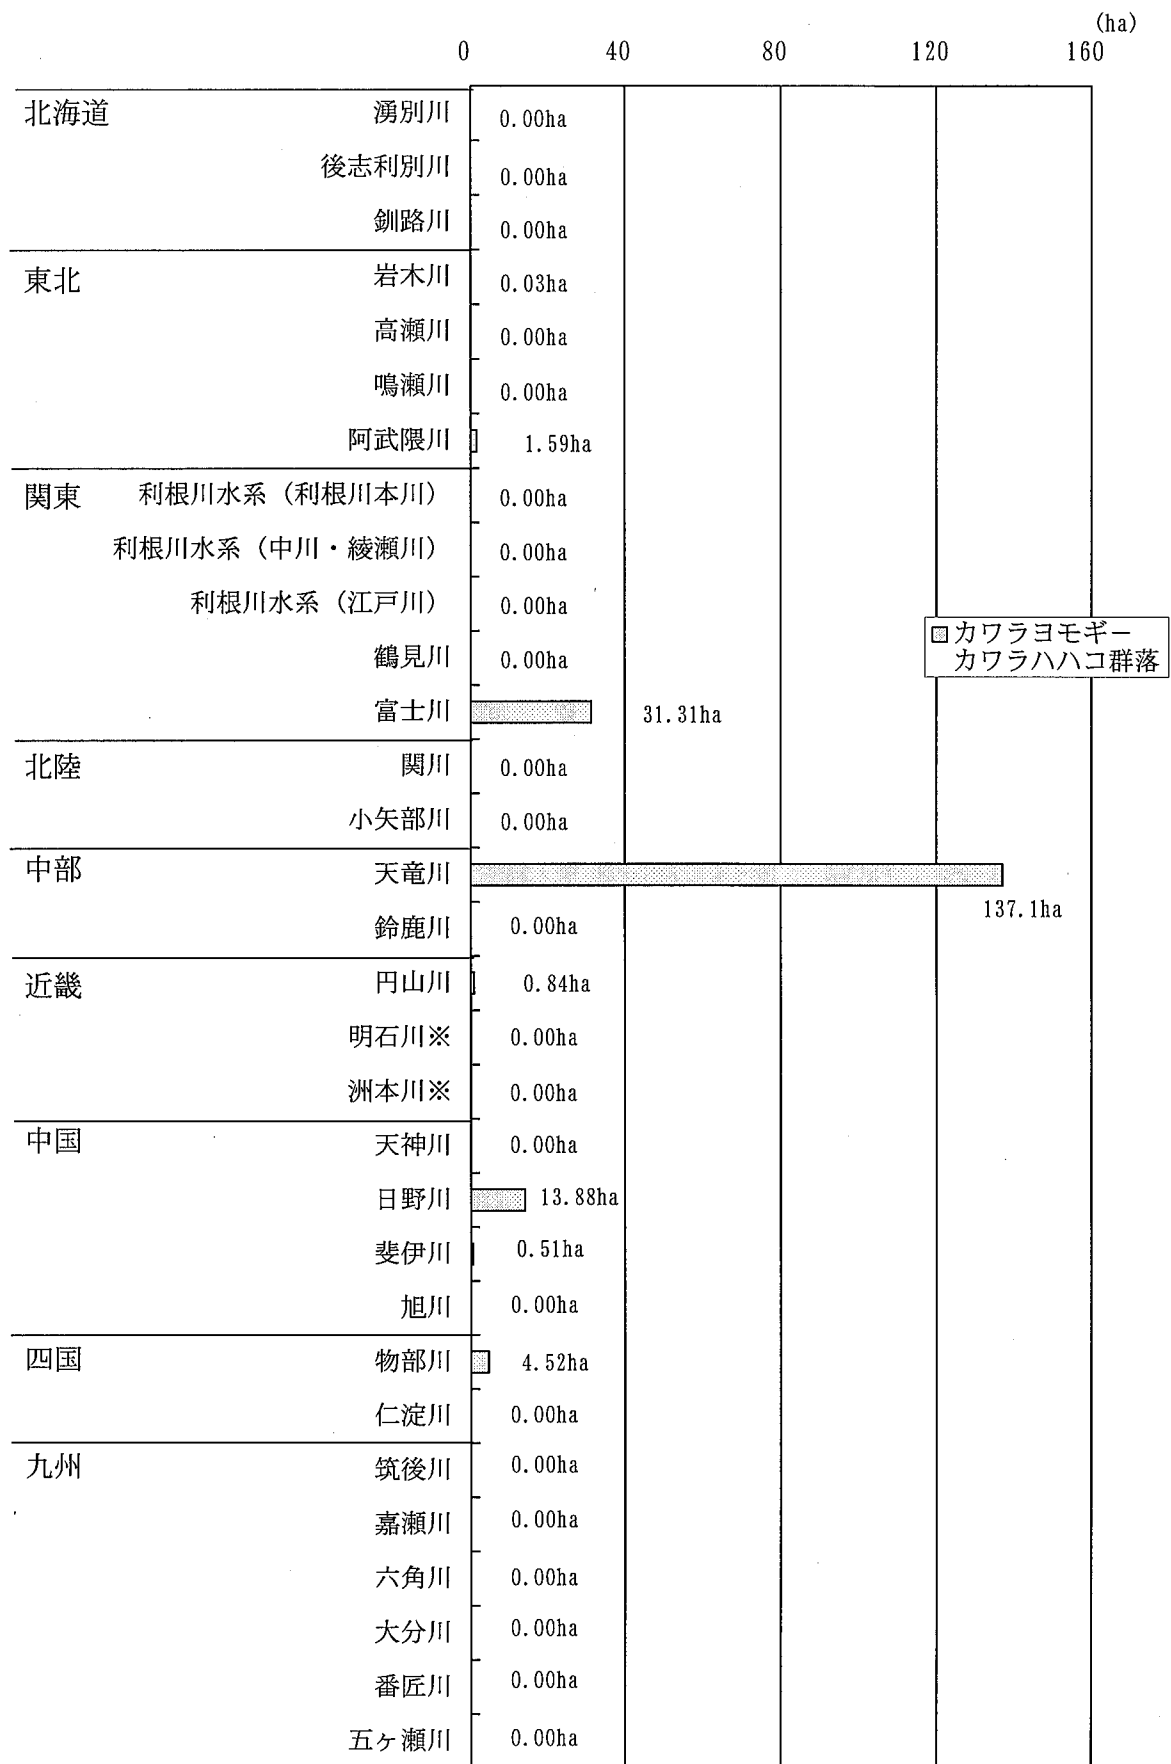 (ha)
0 40 80 120 160
北海道 湧別川 0.00ha
後志利別川 0.00ha
釧路川 0.00ha
東北 岩木川 0.03ha
高瀬川 0.00ha
鳴瀬川 0.00ha
阿武隈川 1.59ha
関東 利根川水系（利根川本川） 0.00ha
利根川水系（中川・綾瀬川） 0.00ha
利根川水系（江戸川） 0.00ha
カワラヨモギー
カワラハハコ群落
鶴見川 0.00ha
富士川 31.31ha
北陸 関川 0.00ha
小矢部川 0.00ha
中部 天竜川 137.1ha
鈴鹿川 0.00ha
近畿 円山川 0.84ha
明石川※ 0.00ha
洲本川※ 0.00ha
中国 天神川 0.00ha
日野川 13.88ha
斐伊川 0.51ha
旭川 0.00ha
四国 物部川 4.52ha
仁淀川 0.00ha
九州 筑後川 0.00ha
嘉瀬川 0.00ha
六角川 0.00ha
大分川 0.00ha
番匠川 0.00ha
五ヶ瀬川 0.00ha